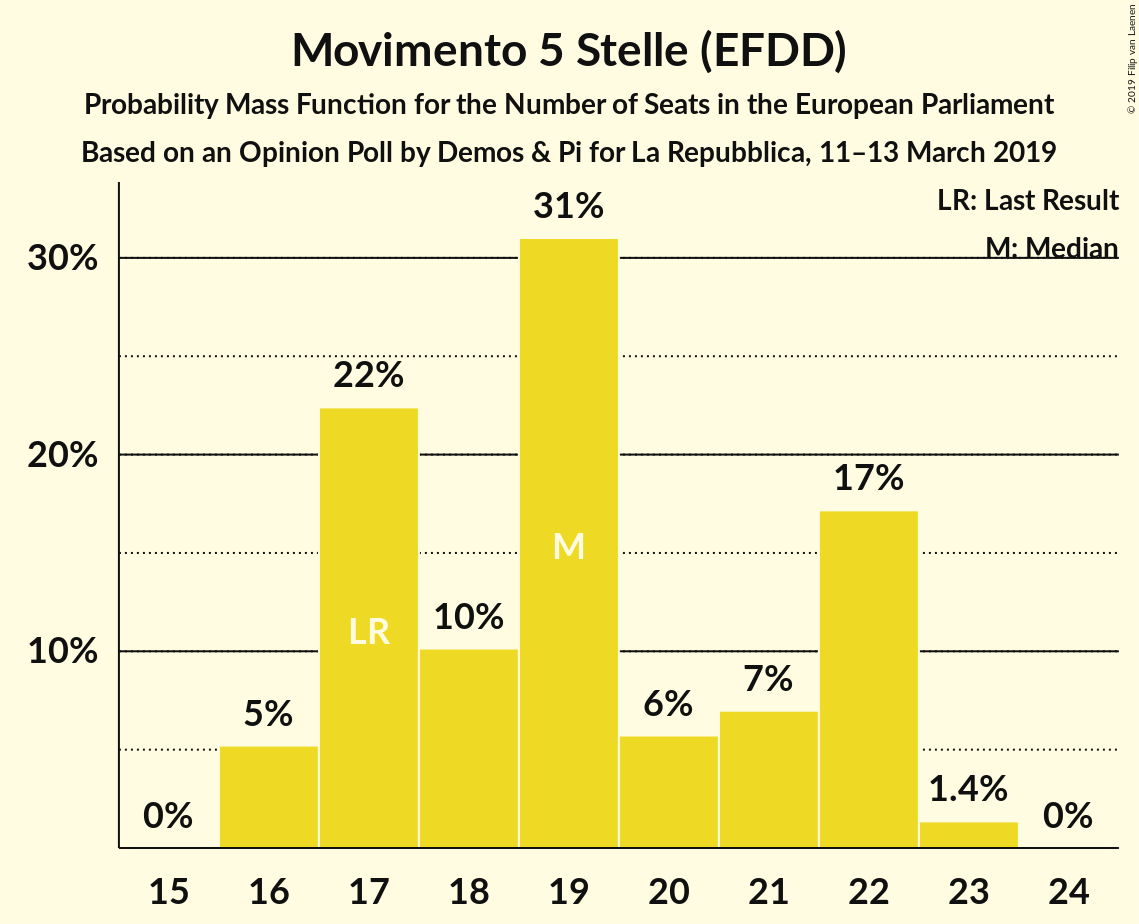 Movimento 5 Stelle (EFDD)
Probability Mass Function for the Number of Seats in the European Parliament
Based on an Opinion Poll by Demos & Pi for La Repubblica, 11–13 March 2019
© 2019 Filip van Laenen
LR: Last Result
M: Median
30%
20%
10%
0%
5%
22%
LR
10%
31%
M
6%
7%
17%
1.4%
0%
15 16 17 18 19 20 21 22 23 24